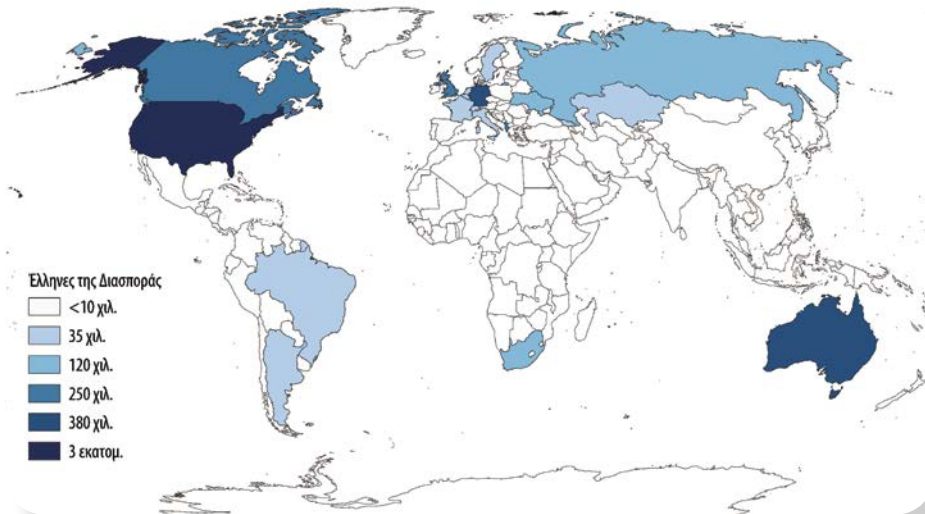 Έλληνες της Διασποράς
<10 χιλ.
35 χιλ.
120 χιλ.
250 χιλ.
380 χιλ.
3 εκατομ.